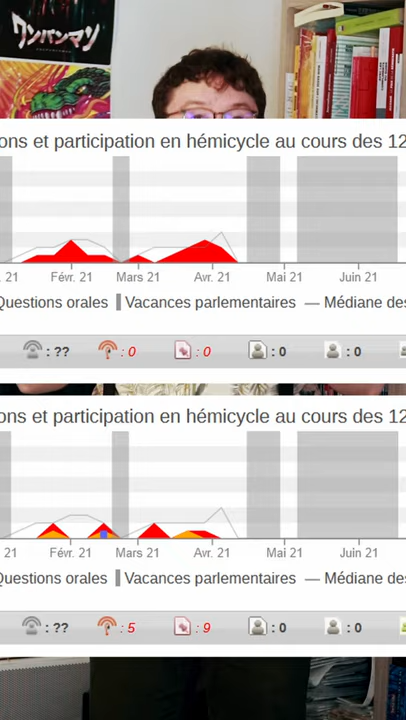 ワンパンマン
ons et participation en hémicycle au cours des 12
. 21 Févr. 21 Mars 21 Avr. 21 Mai 21 Juin 21
Questions orales Vacances parlementaires Médiane des
: ?? : 0 : 0 : 0 : 0
ons et participation en hémicycle au cours des 12
21 Févr. 21 Mars 21 Avr. 21 Mai 21 Juin 21
Questions orales Vacances parlementaires Médiane des
: ?? : 5 : 9 : 0 : 0